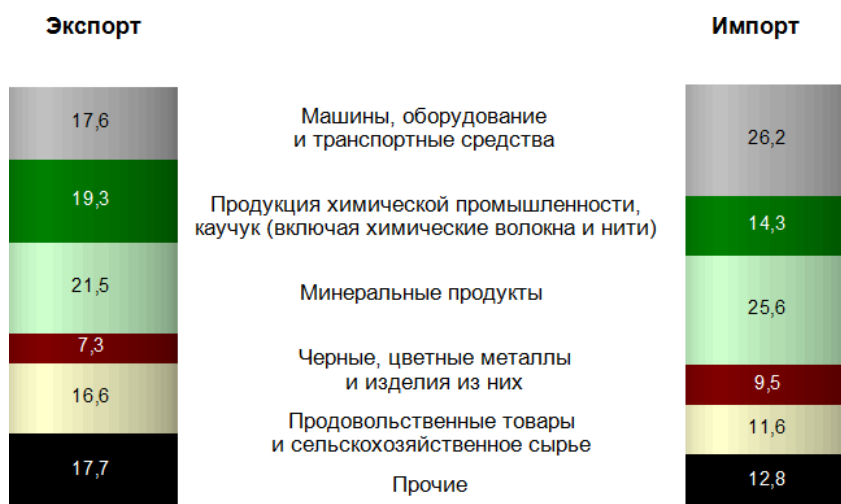 Экспорт
Импорт
17,6
Машины, оборудование
и транспортные средства
26,2
19,3
Продукция химической промышленности,
каучук (включая химические волокна и нити)
14,3
21,5
Минеральные продукты
25,6
7,3
Черные, цветные металлы
и изделия из них
9,5
16,6
Продовольственные товары
и сельскохозяйственное сырье
11,6
17,7
Прочие
12,8